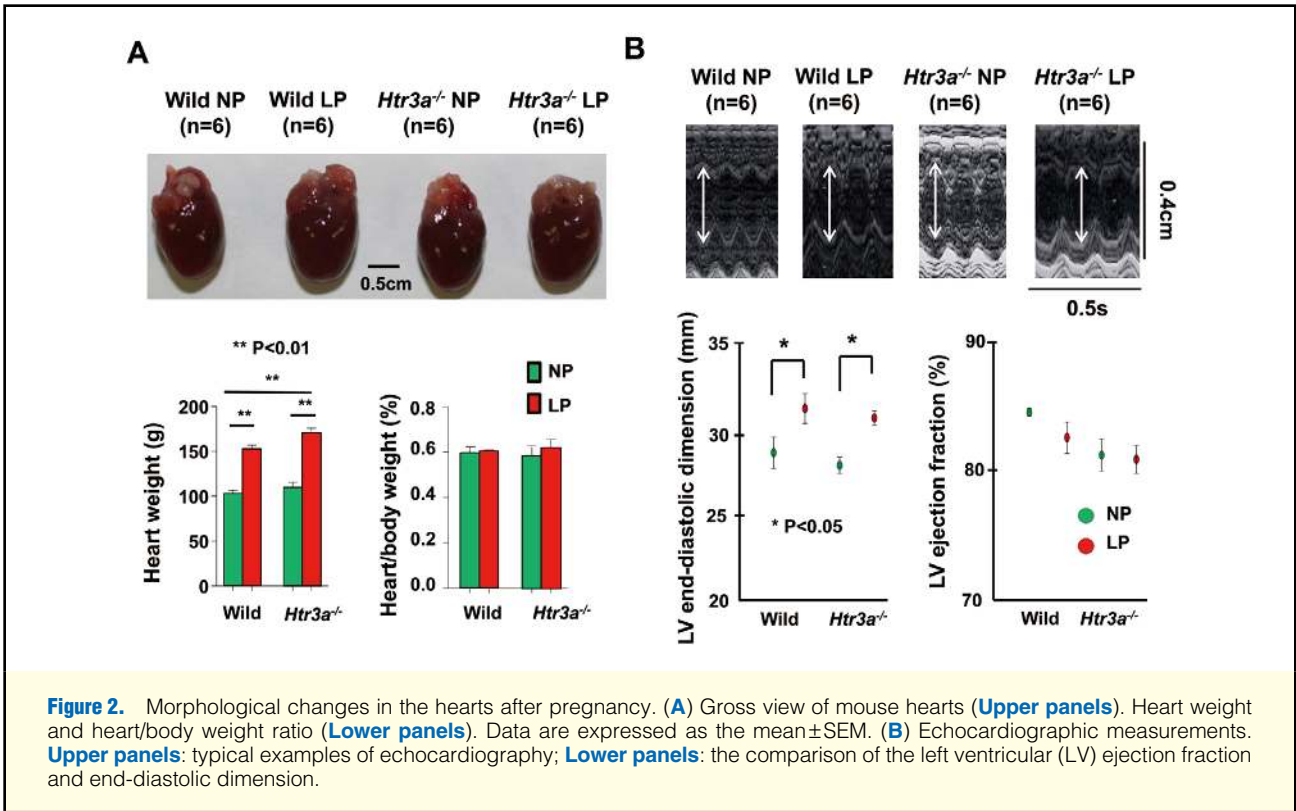 A
Wild NP Wild LP Htr3a-/- NP Htr3a-/- LP
(n=6) (n=6) (n=6) (n=6)
0.5cm
** P<0.01
**
** **
Heart weight (g)
200
150
100
50
0
Wild Htr3a-/-
NP
LP
Heart/body weight (%)
0.8
0.6
0.4
0.2
0.0
Wild Htr3a-/-
B
Wild NP Wild LP Htr3a-/- NP Htr3a-/- LP
(n=6) (n=6) (n=6) (n=6)
0.4cm
0.5s
LV end-diastolic dimension (mm)
35
30
25
20
* *
* P<0.05
Wild Htr3a-/-
LV ejection fraction (%)
90
80
70
NP
LP
Wild Htr3a-/-
Figure 2. Morphological changes in the hearts after pregnancy. (A) Gross view of mouse hearts (Upper panels). Heart weight
and heart/body weight ratio (Lower panels). Data are expressed as the mean±SEM. (B) Echocardiographic measurements.
Upper panels: typical examples of echocardiography; Lower panels: the comparison of the left ventricular (LV) ejection fraction
and end-diastolic dimension.